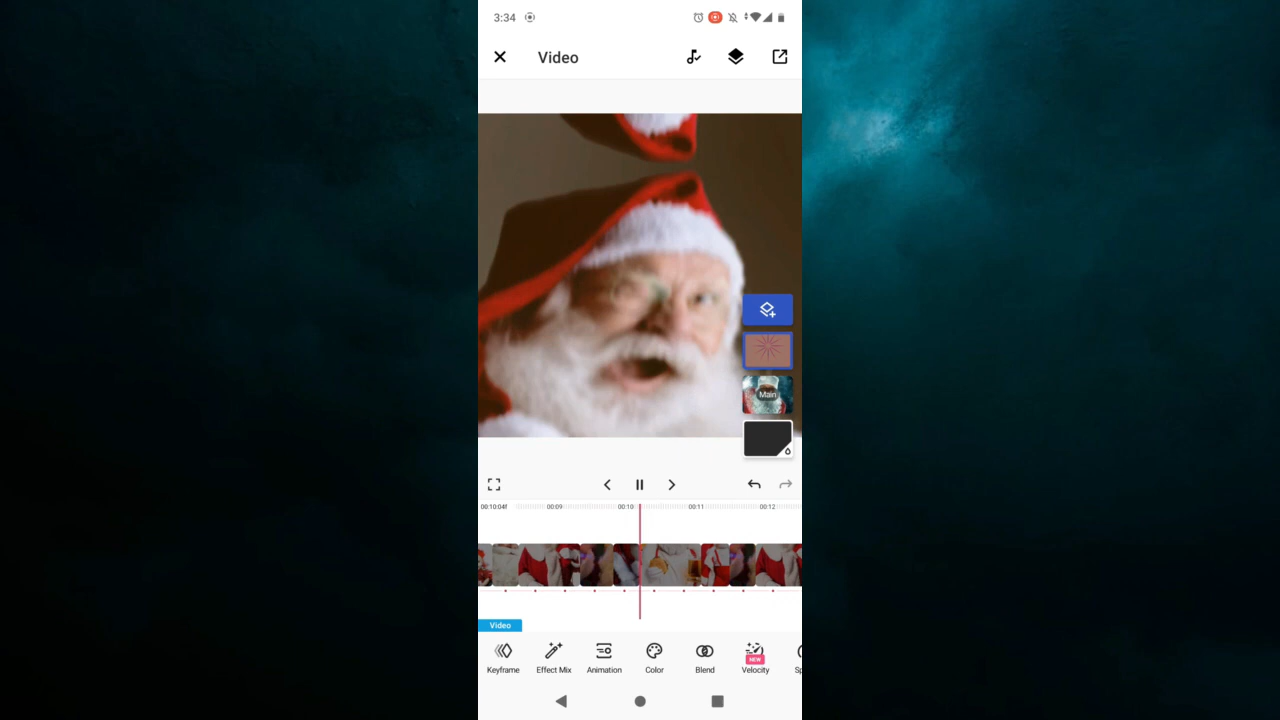 3:34
Video
Main
00:10:04f 00:09 00:10 00:11 00:12
Video
NEW
Keyframe Effect Mix Animation Color Blend Velocity Sp